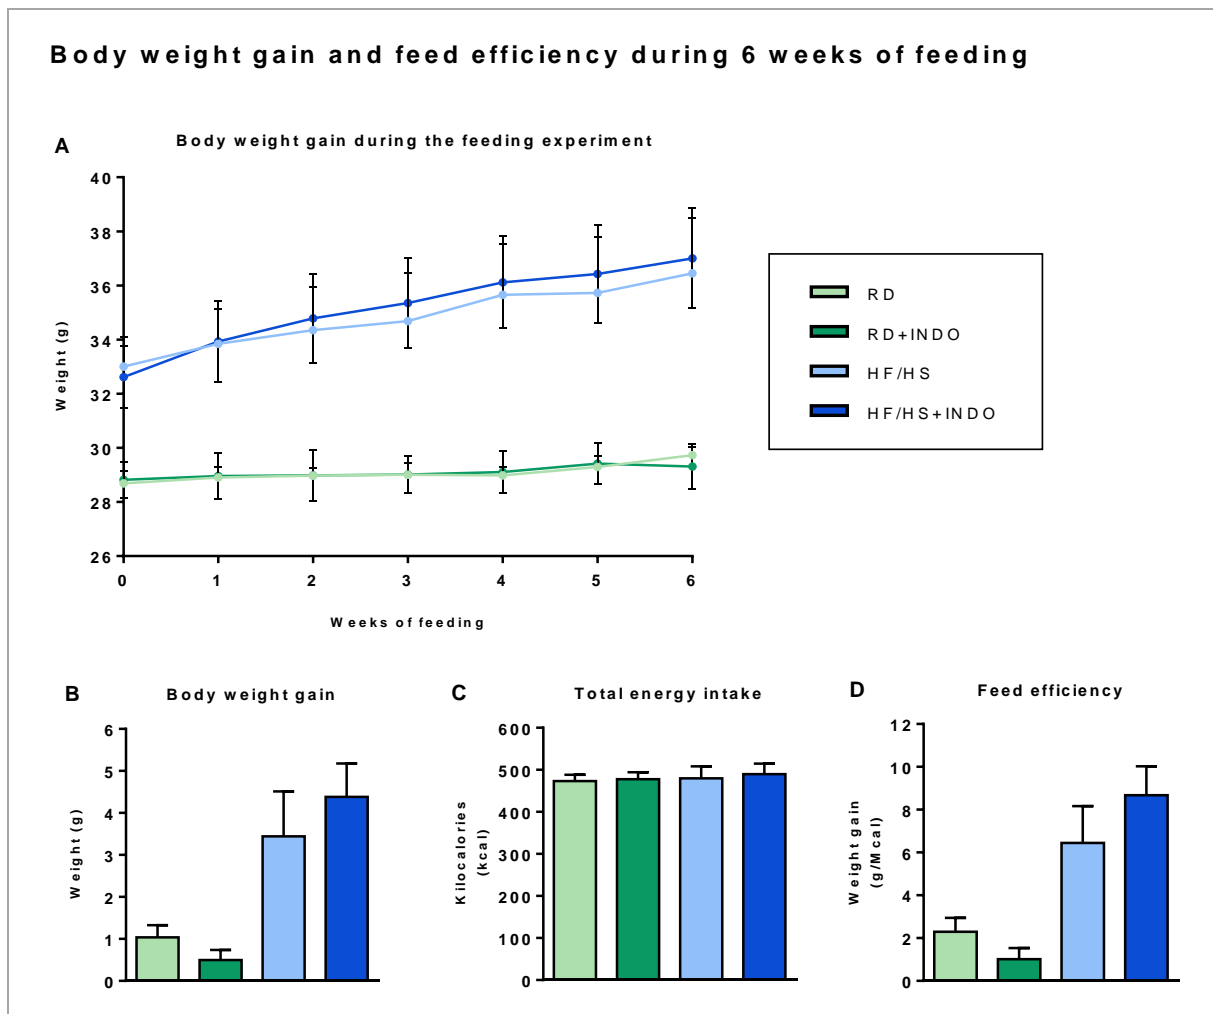 Body weight gain and feed efficiency during 6 weeks of feeding
A
Body weight gain during the feeding experiment
Weight (g)
40
38
36
34
32
30
28
26
0 1 2 3 4 5 6
Weeks of feeding
RD
RD+INDO
HF/HS
HF/HS+INDO
B
Body weight gain
Weight (g)
6
5
4
3
2
1
0
C
Total energy intake
Kilocalories
(kcal)
600
500
400
300
200
100
0
D
Feed efficiency
Weight gain
(g/Mcal)
12
10
8
6
4
2
0